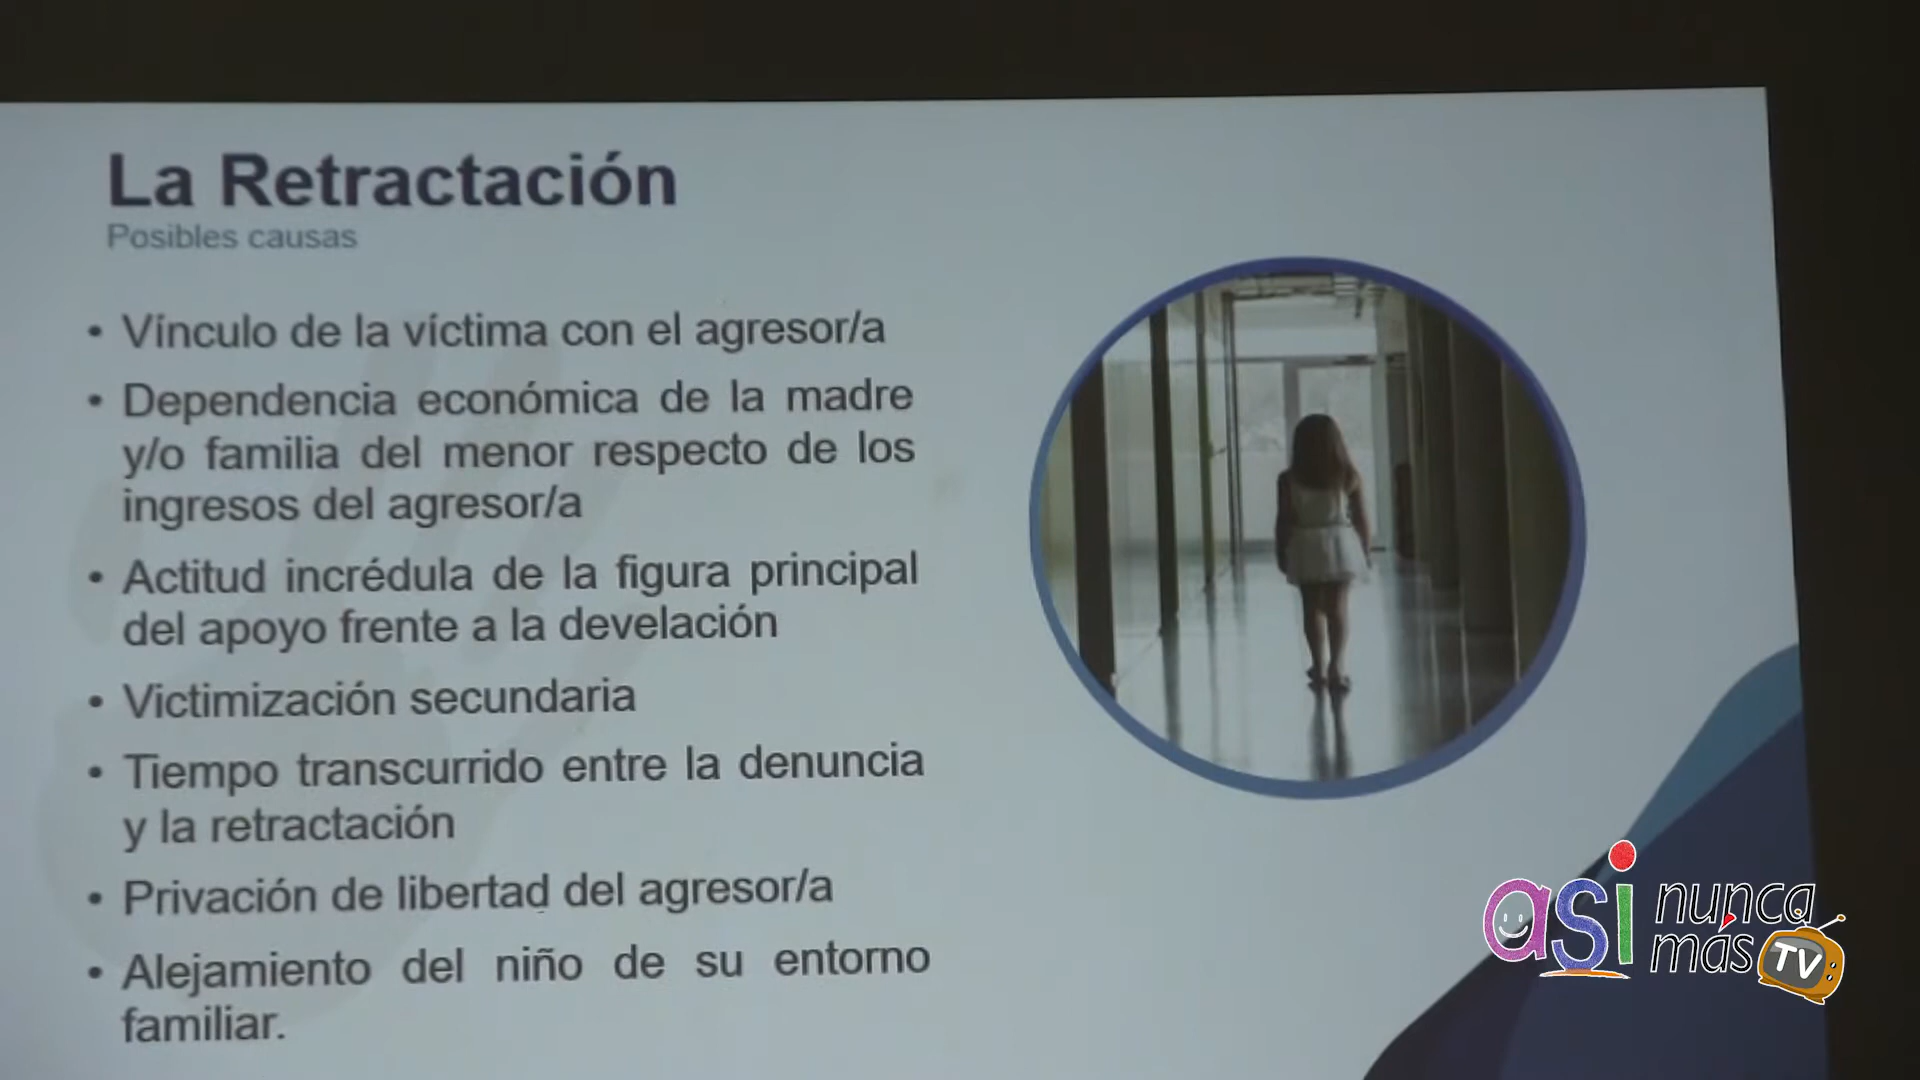 La Retractación
Posibles causas
• Vínculo de la víctima con el agresor/a
• Dependencia económica de la madre
y/o familia del menor respecto de los
ingresos del agresor/a
• Actitud incrédula de la figura principal
del apoyo frente a la develación
• Victimización secundaria
• Tiempo transcurrido entre la denuncia
y la retractación
• Privación de libertad del agresor/a
• Alejamiento del niño de su entorno
familiar.
asi nunca
más TV